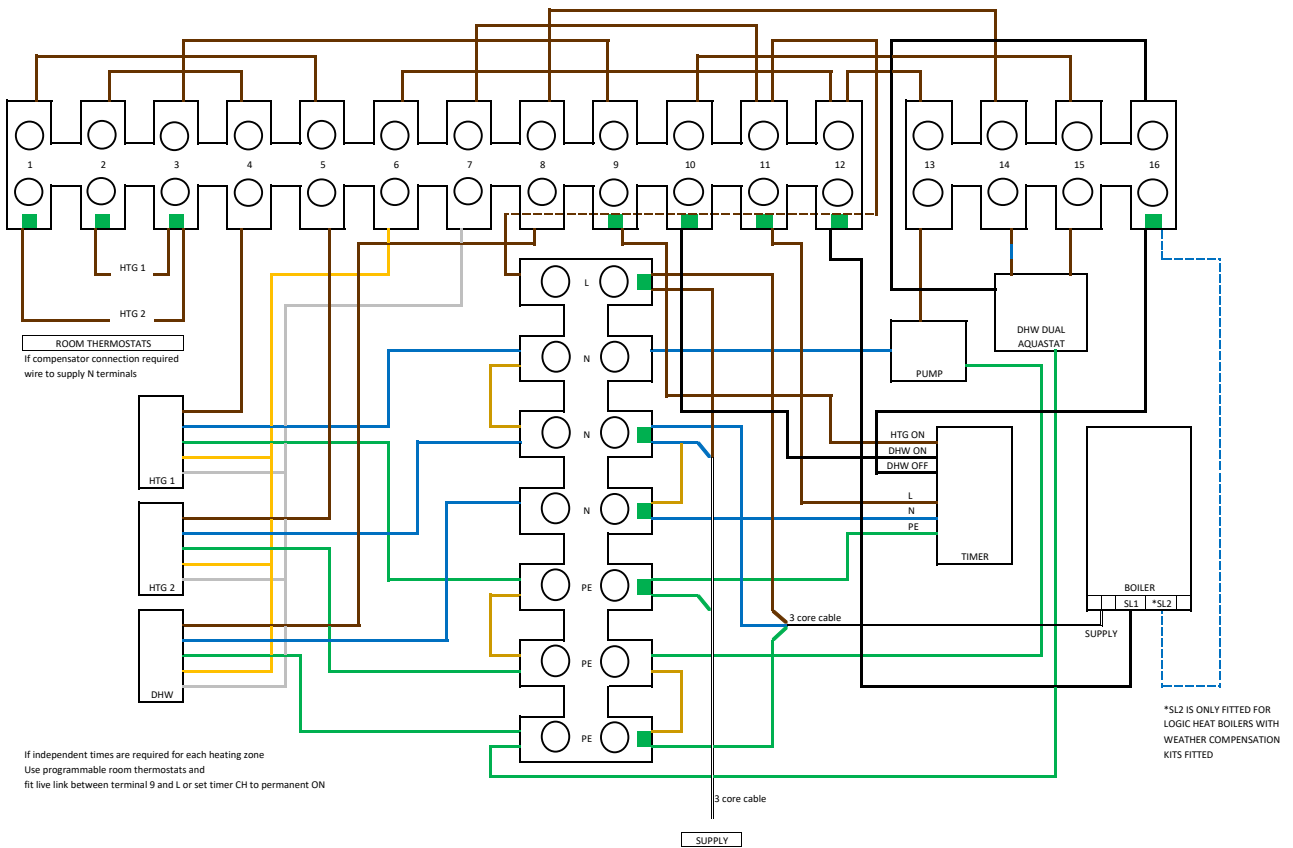 1 2 3 4 5 6 7 8 9 10 11 12 13 14 15 16
HTG 1
HTG 2
ROOM THERMOSTATS
If compensator connection required
wire to supply N terminals
L
N
N
N
PE
PE
PE
DHW DUAL
AQUASTAT
PUMP
HTG 1
HTG 2
DHW
HTG ON
DHW ON
DHW OFF
L
N
PE
TIMER
BOILER
SL1 *SL2
SUPPLY
3 core cable
*SL2 IS ONLY FITTED FOR
LOGIC HEAT BOILERS WITH
WEATHER COMPENSATION
KITS FITTED
If independent times are required for each heating zone
Use programmable room thermostats and
fit live link between terminal 9 and L or set timer CH to permanent ON
3 core cable
SUPPLY